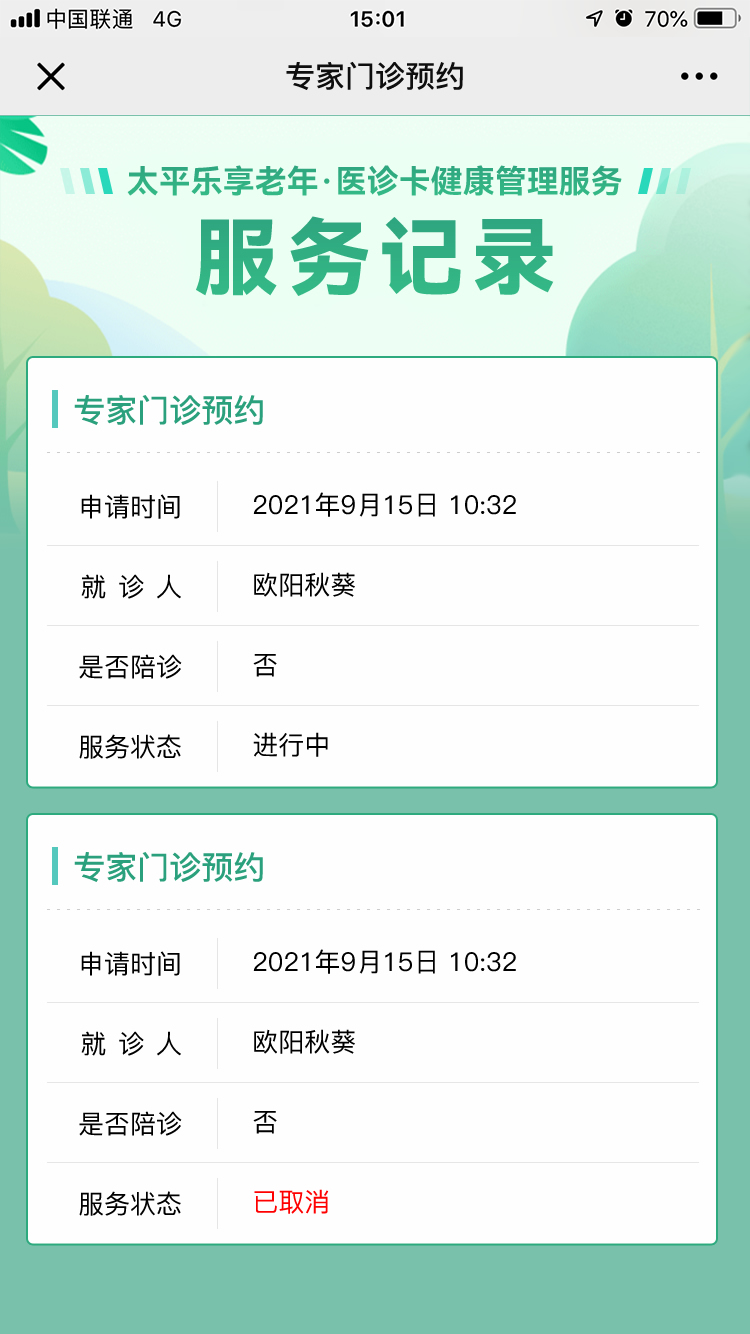 中国联通 4G 15:01 70%
专家门诊预约
太平乐享老年·医诊卡健康管理服务
服务记录
专家门诊预约
申请时间 2021年9月15日 10:32
就诊人 欧阳秋葵
是否陪诊 否
服务状态 进行中
专家门诊预约
申请时间 2021年9月15日 10:32
就诊人 欧阳秋葵
是否陪诊 否
服务状态 已取消